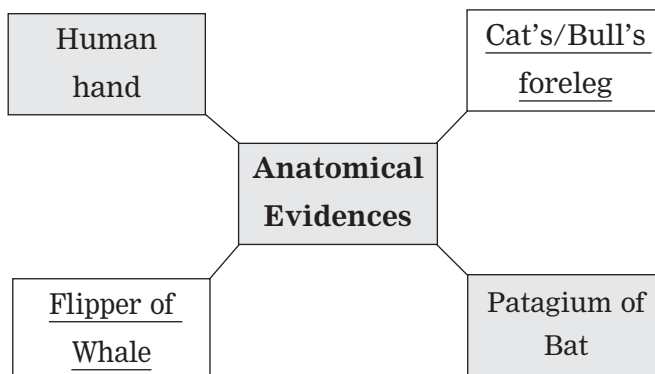 Human
hand
Cat's/Bull's
foreleg
Anatomical
Evidences
Flipper of
Whale
Patagium of
Bat